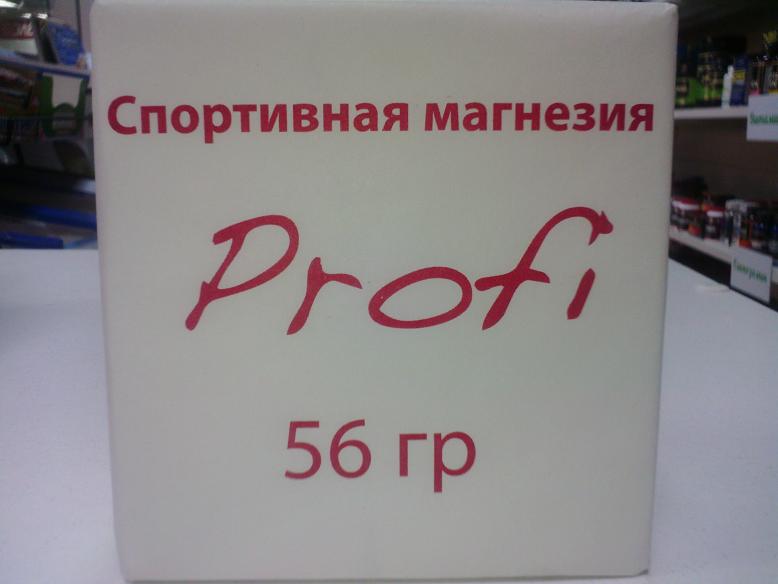 Спортивная магнезия
Profi
56 гр